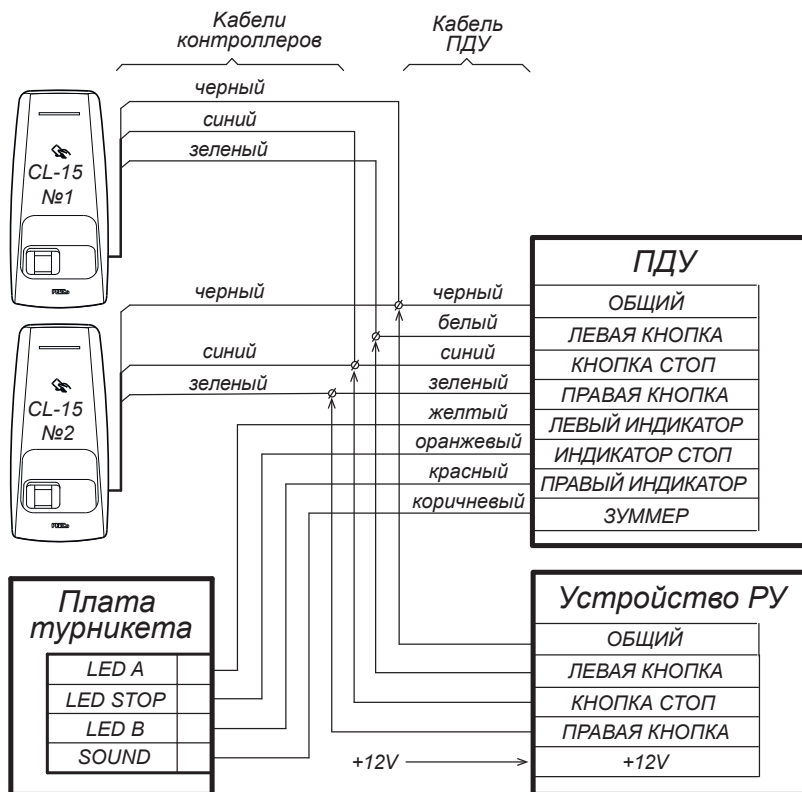 Кабели
контроллеров
Кабель
ПДУ
черный
синий
зеленый
CL-15
№1
черный
синий
зеленый
CL-15
№2
черный
белый
синий
зеленый
желтый
оранжевый
красный
коричневый
ПДУ
ОБЩИЙ
ЛЕВАЯ КНОПКА
КНОПКА СТОП
ПРАВАЯ КНОПКА
ЛЕВЫЙ ИНДИКАТОР
ИНДИКАТОР СТОП
ПРАВЫЙ ИНДИКАТОР
ЗУММЕР
Плата
турникета
LED A
LED STOP
LED B
SOUND
Устройство РУ
ОБЩИЙ
ЛЕВАЯ КНОПКА
КНОПКА СТОП
ПРАВАЯ КНОПКА
+12V
+12V